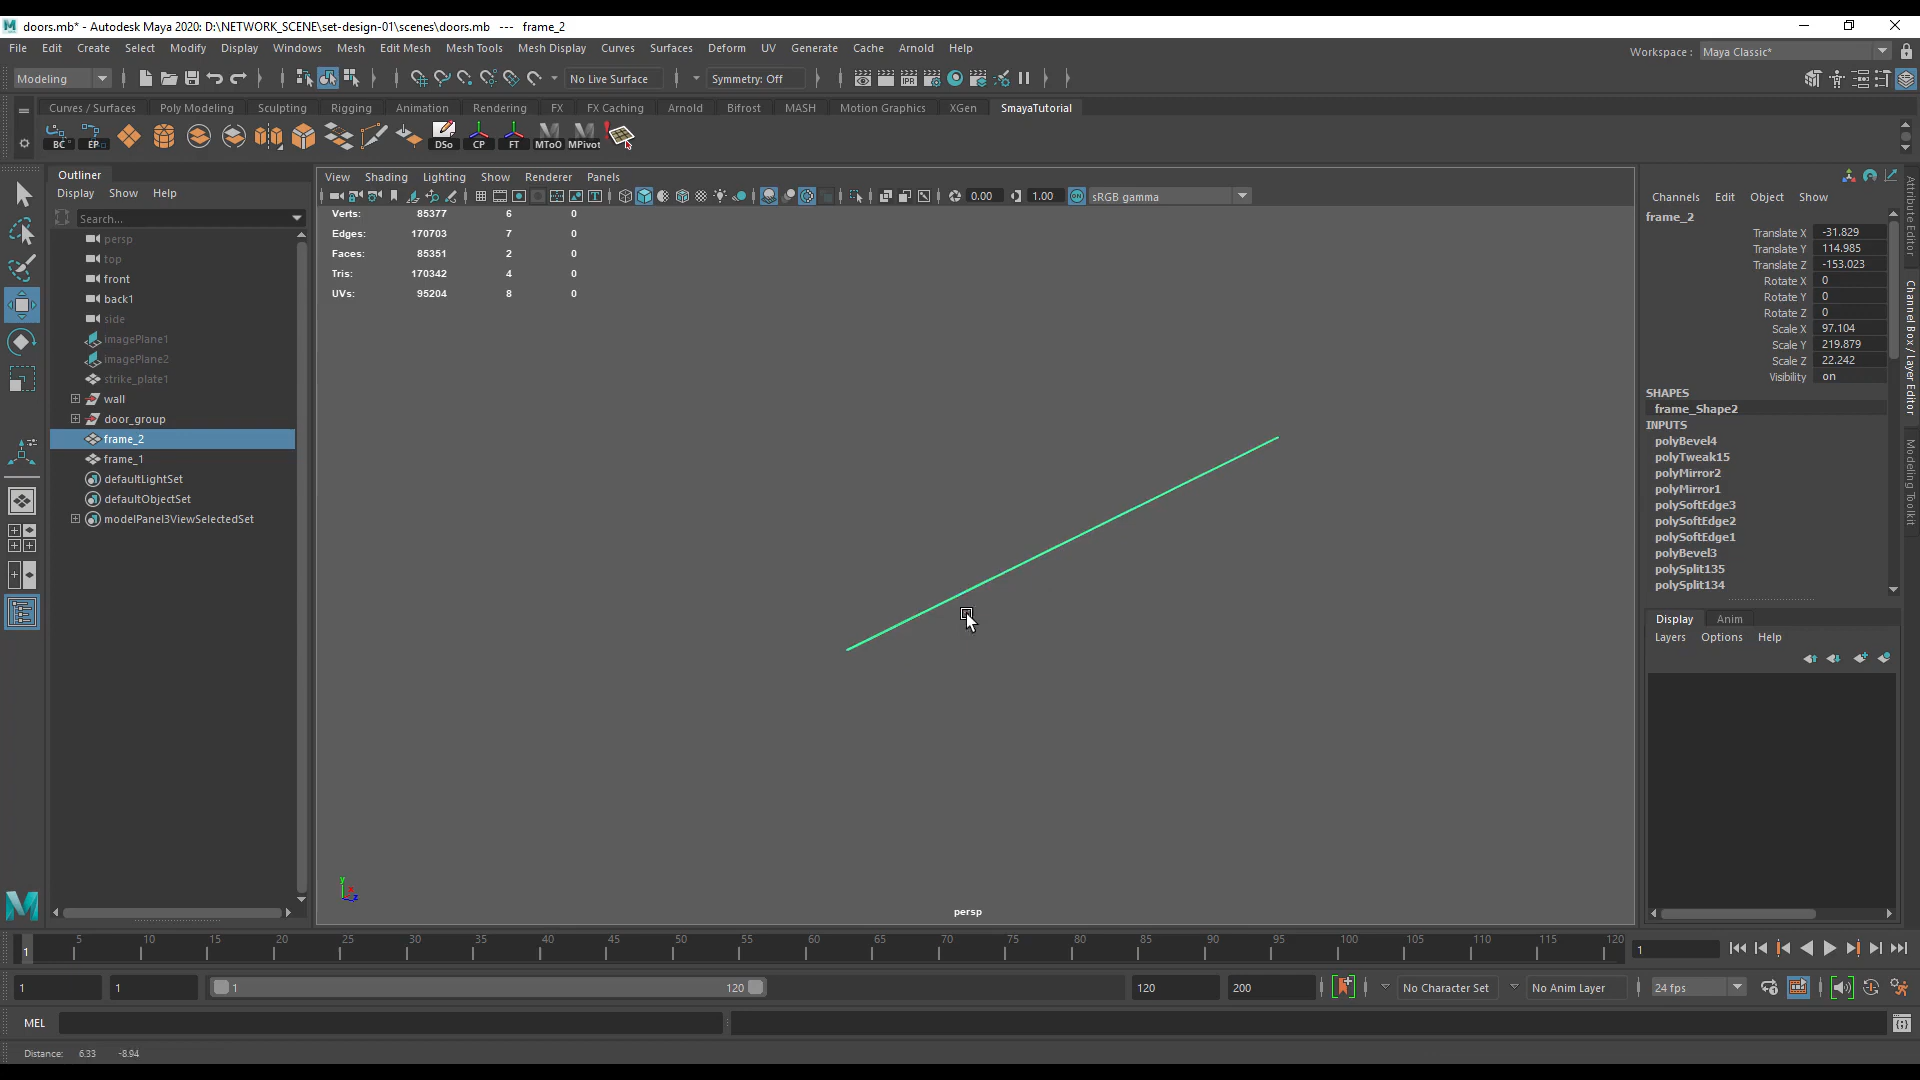 doors.mb* - Autodesk Maya 2020: D:\NETWORK_SCENE\set-design-01\scenes\doors.mb --- frame_2
File Edit Create Select Modify Display Windows Mesh Edit Mesh Mesh Tools Mesh Display Curves Surfaces Deform UV Generate Cache Arnold Help
Workspace : Maya Classic*
Modeling No Live Surface Symmetry: Off
IPR
Curves / Surfaces Poly Modeling Sculpting Rigging Animation Rendering FX FX Caching Arnold Bifrost MASH Motion Graphics XGen SmayaTutorial
BC EP DSo CP FT MToO MPivot
Outliner
Display Show Help
Search...
persp
top
front
back1
side
imagePlane1
imagePlane2
strike_plate1
wall
door_group
frame_2
frame_1
defaultLightSet
defaultObjectSet
modelPanel3ViewSelectedSet
View Shading Lighting Show Renderer Panels
0.00 1.00 ON sRGB gamma
Verts: 85377 6 0
Edges: 170703 7 0
Faces: 85351 2 0
Tris: 170342 4 0
UVs: 95204 8 0
y
x
z
persp
Channels Edit Object Show
frame_2
Translate X -31.829
Translate Y 114.985
Translate Z -153.023
Rotate X 0
Rotate Y 0
Rotate Z 0
Scale X 97.104
Scale Y 219.879
Scale Z 22.242
Visibility on
SHAPES
frame_Shape2
INPUTS
polyBevel4
polyTweak15
polyMirror2
polyMirror1
polySoftEdge3
polySoftEdge2
polySoftEdge1
polyBevel3
polySplit135
polySplit134
Display Anim
Layers Options Help
Attribute Editor
Channel Box / Layer Editor
Modeling Toolkit
1 5 10 15 20 25 30 35 40 45 50 55 60 65 70 75 80 85 90 95 100 105 110 115 120 1
1 1 1 120 120 200 No Character Set No Anim Layer 24 fps
MEL
Distance: 6.33 -8.94